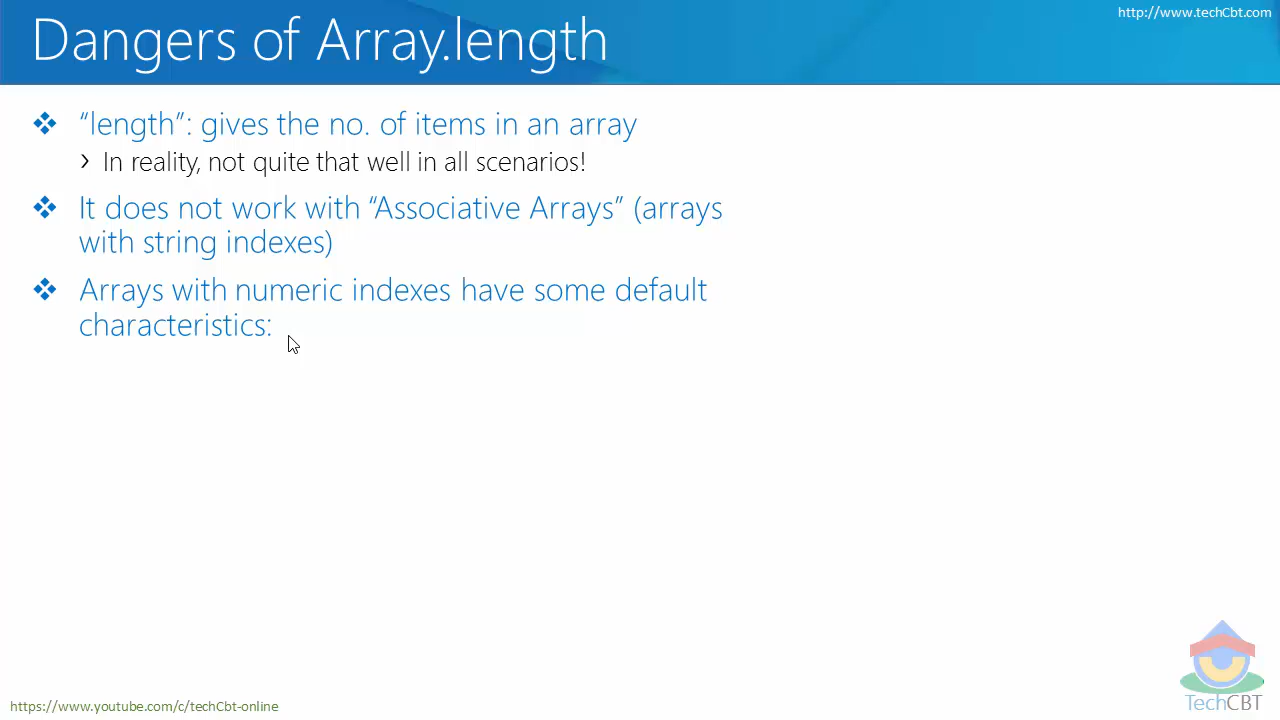 http://www.techCbt.com
Dangers of Array.length
“length”: gives the no. of items in an array
In reality, not quite that well in all scenarios!
It does not work with “Associative Arrays” (arrays
with string indexes)
Arrays with numeric indexes have some default
characteristics:
TechCBT
https://www.youtube.com/c/techCbt-online